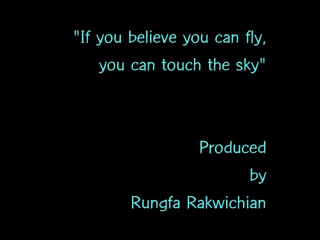 "If you believe you can fly,
you can touch the sky"
Produced
by
Rungfa Rakwichian